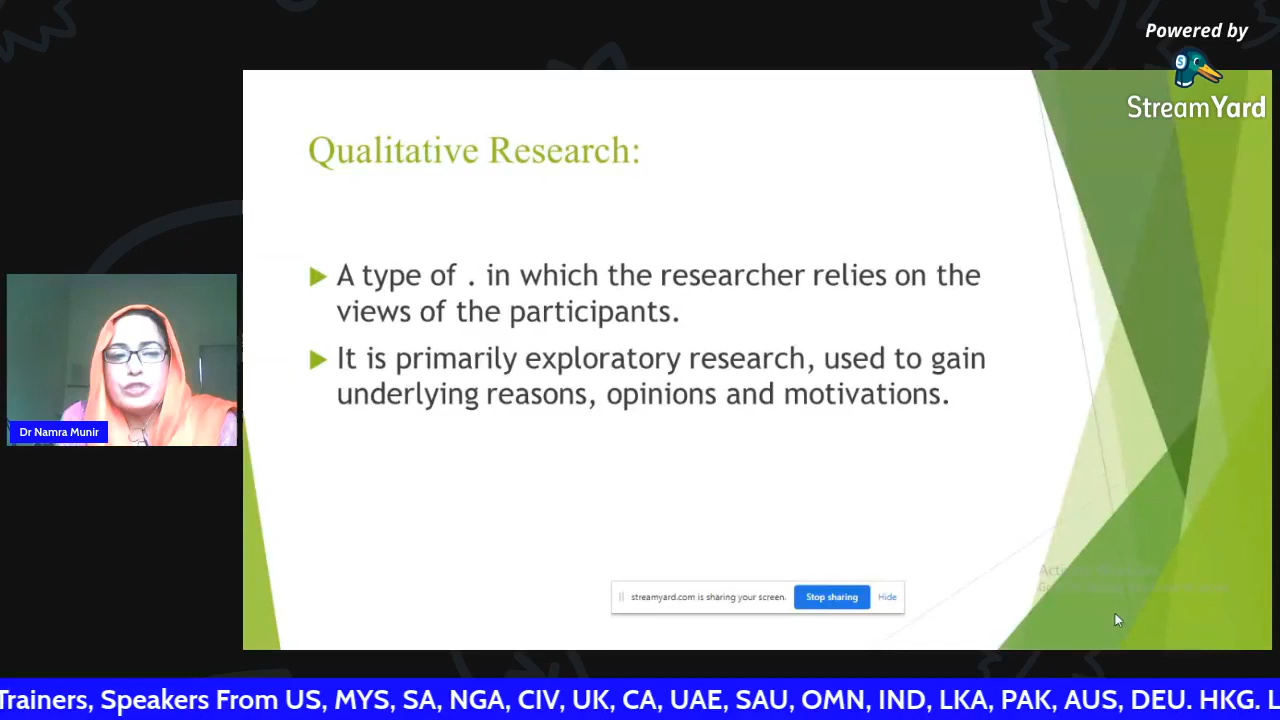 Powered by
StreamYard
Qualitative Research:
A type of . in which the researcher relies on the
views of the participants.
It is primarily exploratory research, used to gain
underlying reasons, opinions and motivations.
Dr Namra Munir
streamyard.com is sharing your screen.
Stop sharing
Hide
Trainers, Speakers From US, MYS, SA, NGA, CIV, UK, CA, UAE, SAU, OMN, IND, LKA, PAK, AUS, DEU. HKG. L